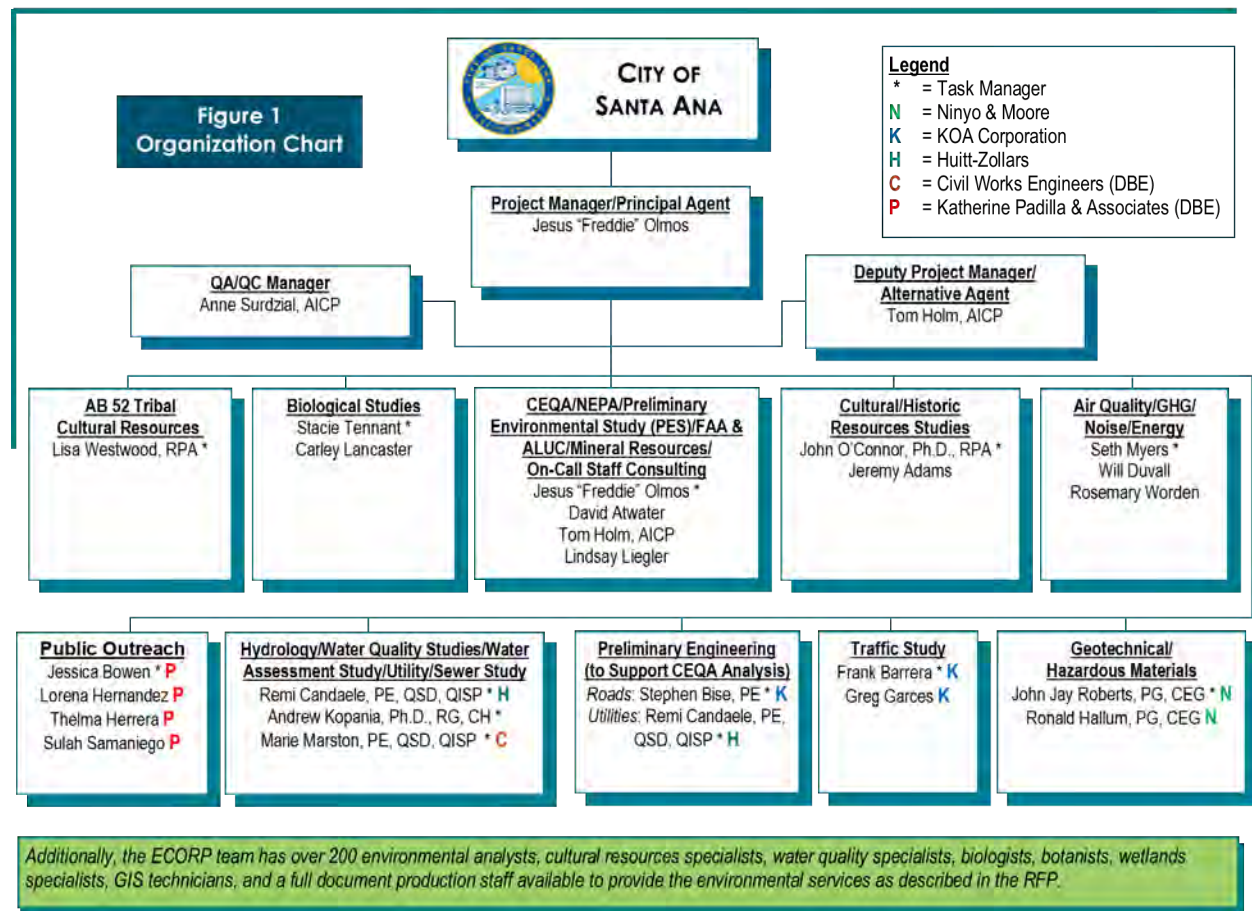 Figure 1
Organization Chart
CITY OF
SANTA ANA
Legend
* = Task Manager
N = Ninyo & Moore
K = KOA Corporation
H = Huitt-Zollars
C = Civil Works Engineers (DBE)
P = Katherine Padilla & Associates (DBE)
Project Manager/Principal Agent
Jesus "Freddie" Olmos
QA/QC Manager
Anne Surdzial, AICP
Deputy Project Manager/
Alternative Agent
Tom Holm, AICP
AB 52 Tribal
Cultural Resources
Lisa Westwood, RPA *
Biological Studies
Stacie Tennant *
Carley Lancaster
CEQA/NEPA/Preliminary
Environmental Study (PES)/FAA &
ALUC/Mineral Resources/
On-Call Staff Consulting
Jesus "Freddie" Olmos *
David Atwater
Tom Holm, AICP
Lindsay Liegler
Cultural/Historic
Resources Studies
John O'Connor, Ph.D., RPA *
Jeremy Adams
Air Quality/GHG/
Noise/Energy
Seth Myers *
Will Duvall
Rosemary Worden
Public Outreach
Jessica Bowen * P
Lorena Hernandez P
Thelma Herrera P
Sulah Samaniego P
Hydrology/Water Quality Studies/Water
Assessment Study/Utility/Sewer Study
Remi Candaele, PE, QSD, QISP * H
Andrew Kopania, Ph.D., RG, CH *
Marie Marston, PE, QSD, QISP * C
Preliminary Engineering
(to Support CEQA Analysis)
Roads: Stephen Bise, PE * K
Utilities: Remi Candaele, PE,
QSD, QISP * H
Traffic Study
Frank Barrera * K
Greg Garces K
Geotechnical/
Hazardous Materials
John Jay Roberts, PG, CEG * N
Ronald Hallum, PG, CEG N
Additionally, the ECORP team has over 200 environmental analysts, cultural resources specialists, water quality specialists, biologists, botanists, wetlands
specialists, GIS technicians, and a full document production staff available to provide the environmental services as described in the RFP.